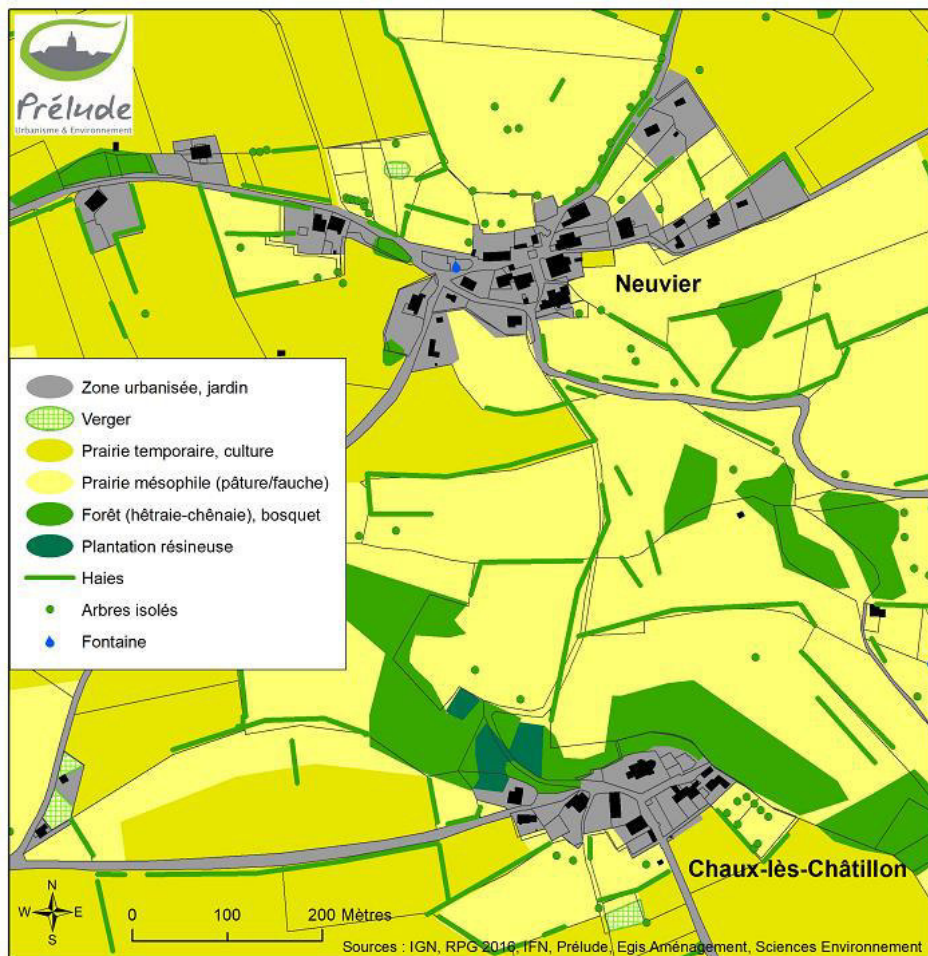 Prélude
Urbanisme & Environnement
Neuvier
Zone urbanisée, jardin
Verger
Prairie temporaire, culture
Prairie mésophile (pâture/fauche)
Forêt (hêtraie-chênaie), bosquet
Plantation résineuse
Haies
Arbres isolés
Fontaine
Chaux-lès-Châtillon
N
W E
S
0 100 200 Mètres
Sources : IGN, RPG 2016, IFN, Prélude, Egis Aménagement, Sciences Environnement